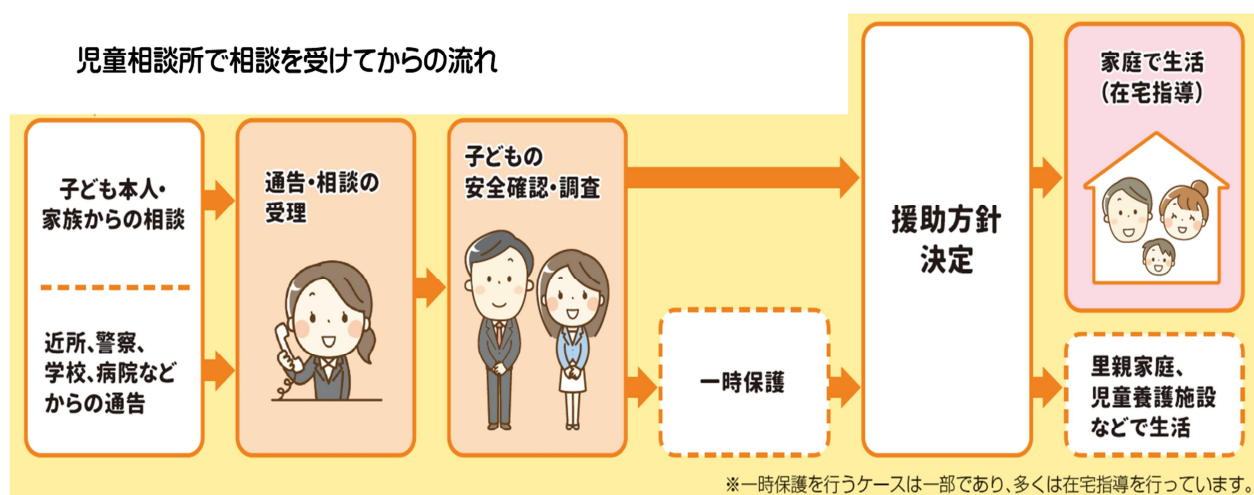 児童相談所で相談を受けてからの流れ
子ども本人・
家族からの相談
近所、警察、
学校、病院など
からの通告
通告・相談の
受理
子どもの
安全確認・調査
一時保護
援助方針
決定
家庭で生活
(在宅指導)
里親家庭、
児童養護施設
などで生活
※一時保護を行うケースは一部であり、多くは在宅指導を行っています。